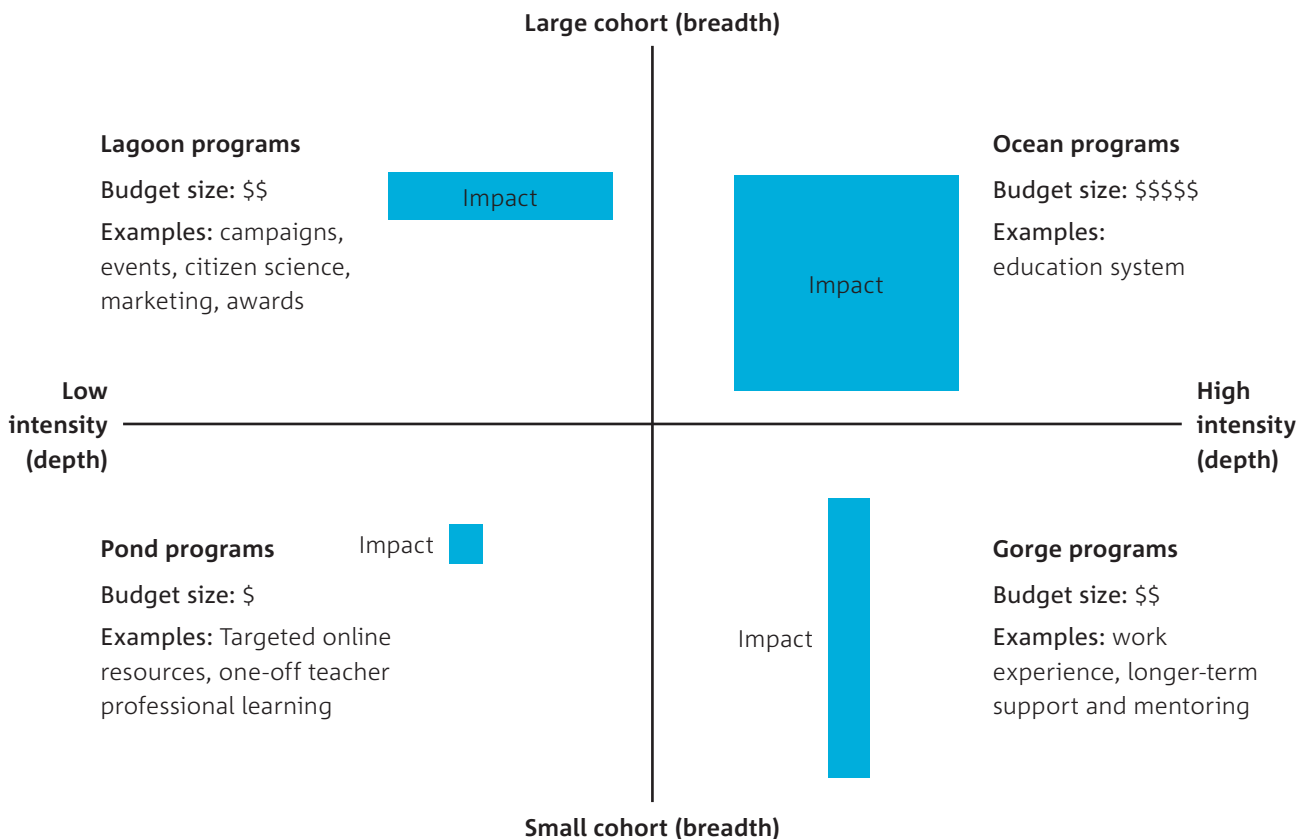 Large cohort (breadth)
Lagoon programs
Budget size: $$
Examples: campaigns,
events, citizen science,
marketing, awards
Impact
Ocean programs
Budget size: $$$$$
Examples:
education system
Impact
Low
intensity
(depth)
High
intensity
(depth)
Pond programs
Budget size: $
Examples: Targeted online
resources, one-off teacher
professional learning
Impact
Gorge programs
Budget size: $$
Examples: work
experience, longer-term
support and mentoring
Impact
Small cohort (breadth)